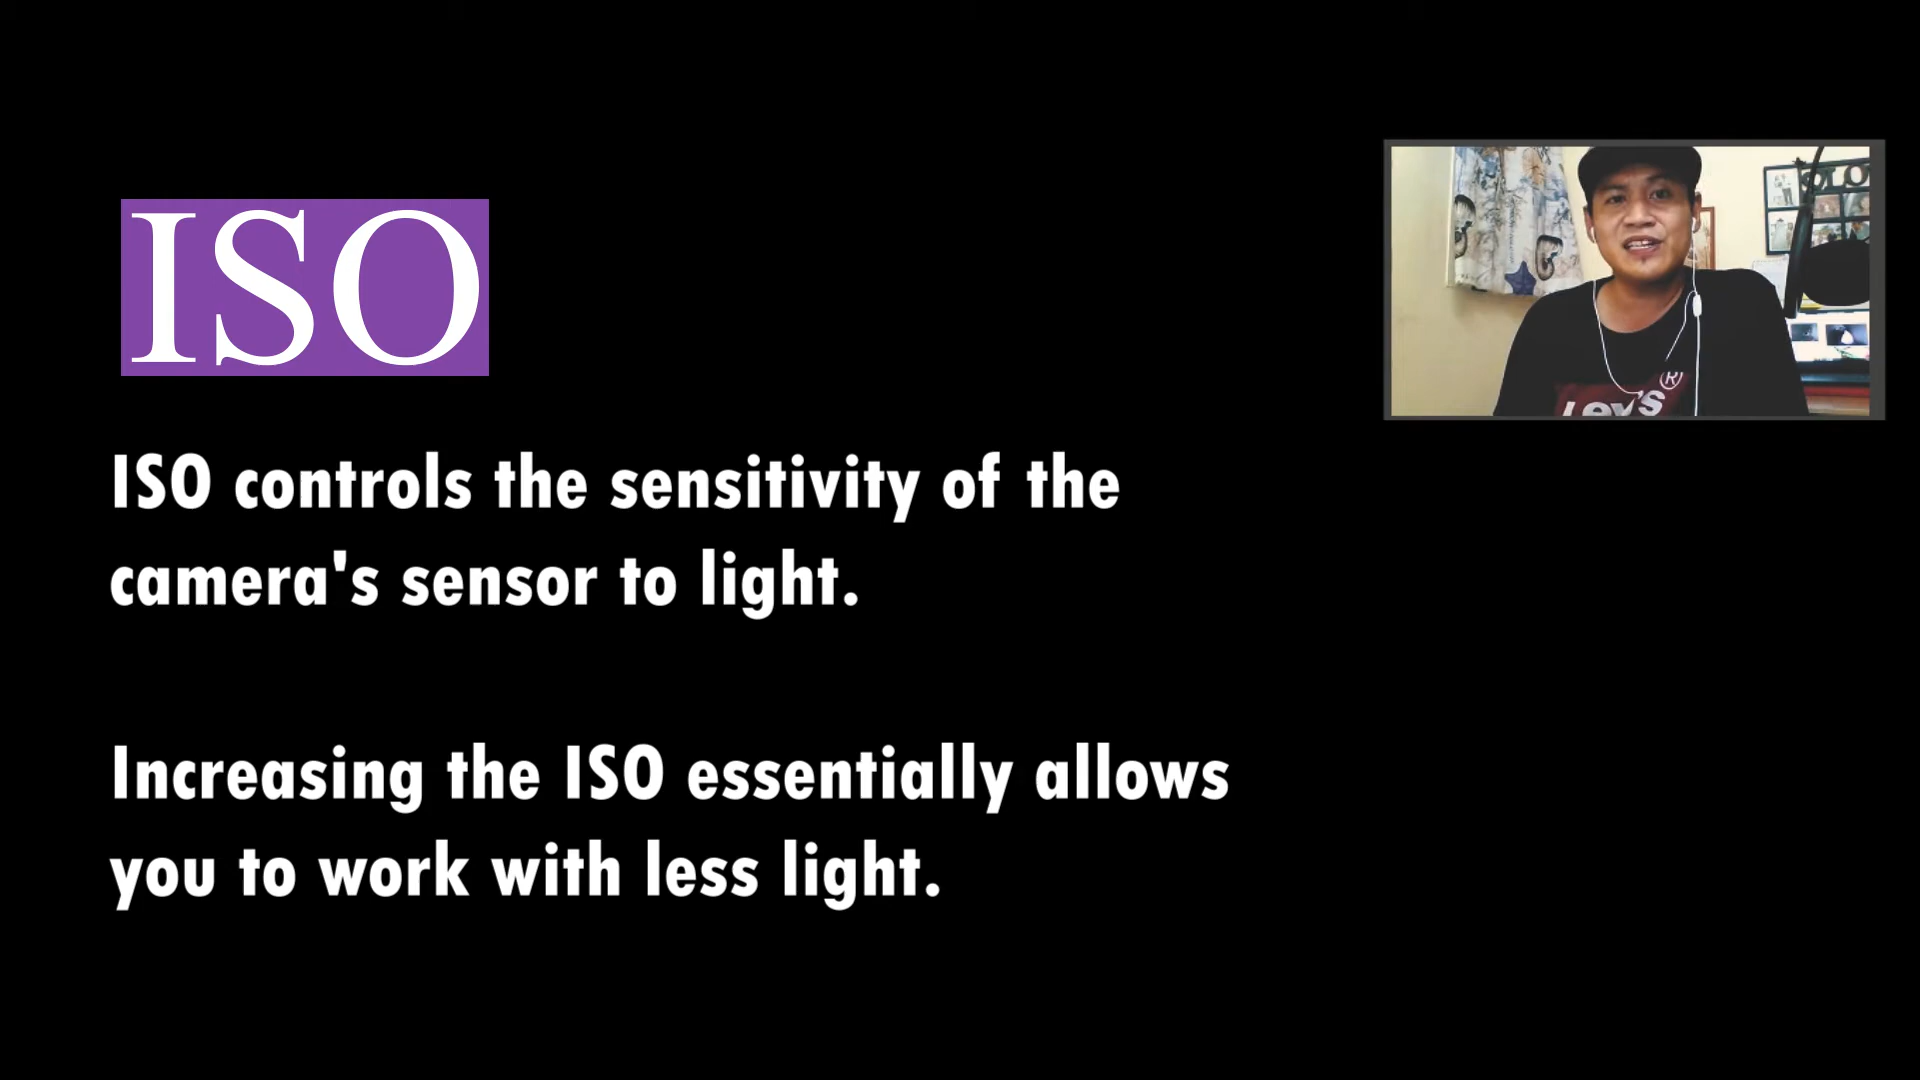 ISO
ISO controls the sensitivity of the
camera's sensor to light.
Increasing the ISO essentially allows
you to work with less light.
Levi's
®